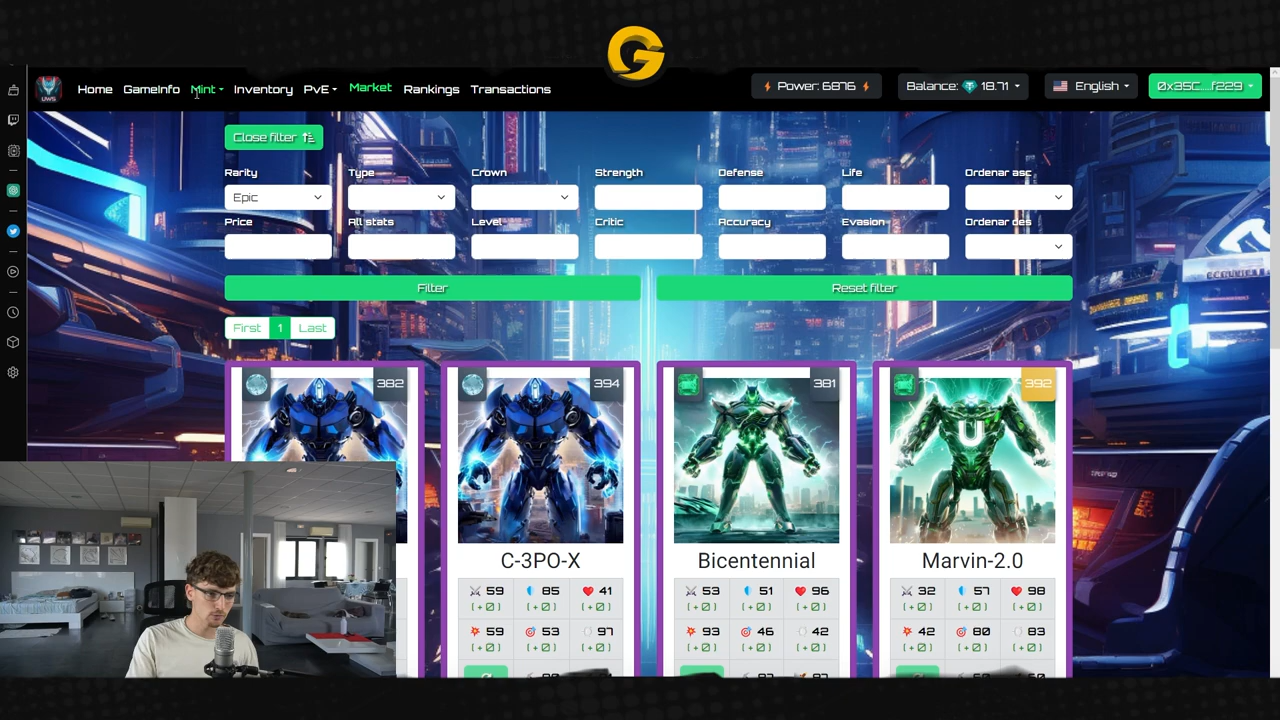 G
UWS
Home GameInfo Mint Inventory PvE Market Rankings Transactions
Power: 6876
Balance: 18.71
English
0x35C....f229
Close filter
Rarity Type Crown Strength Defense Life Ordenar asc
Epic
Price All stats Level Critic Accuracy Evasion Ordenar des
Filter Reset filter
First 1 Last
382 394 381 392
U
C-3PO-X Bicentennial Marvin-2.0
59 85 41 53 51 96 32 57 98
[+0] [+0] [+0] [+0] [+0] [+0] [+0] [+0] [+0]
59 53 97 93 46 42 42 80 83
[+0] [+0] [+0] [+0] [+0] [+0] [+0] [+0] [+0]